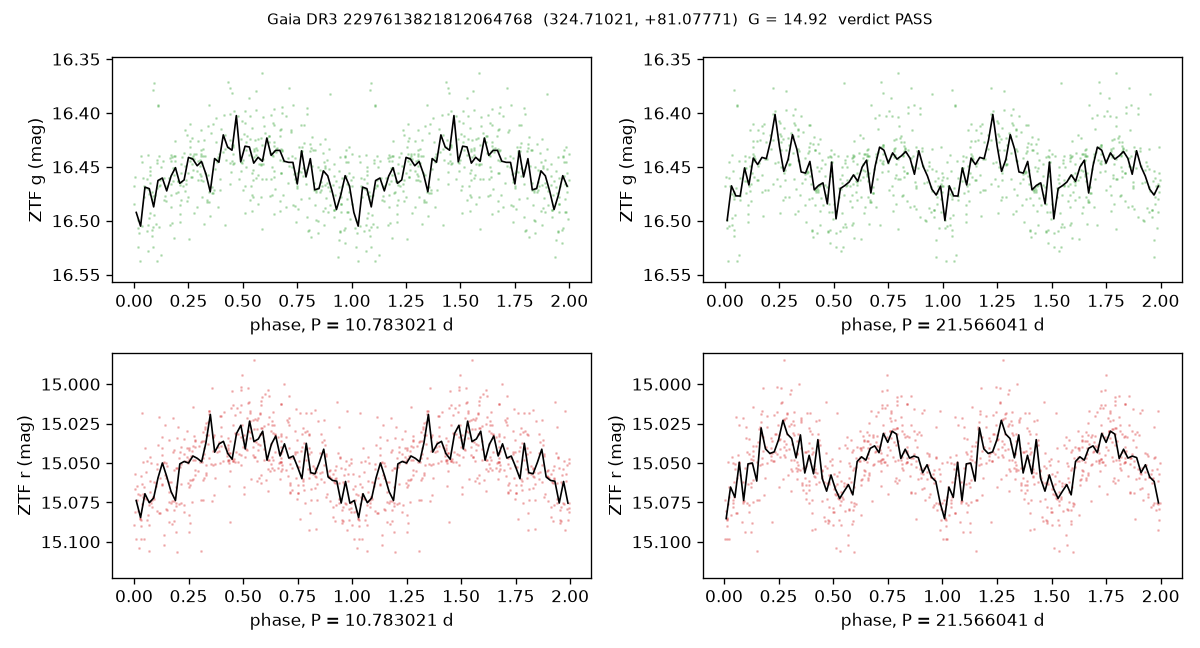 Gaia DR3 2297613821812064768  (324.71021, +81.07771)  G = 14.92  verdict PASS
16.35
16.40
16.45
16.50
16.55
ZTF g (mag)
0.00 0.25 0.50 0.75 1.00 1.25 1.50 1.75 2.00
phase, P = 10.783021 d
16.35
16.40
16.45
16.50
16.55
ZTF g (mag)
0.00 0.25 0.50 0.75 1.00 1.25 1.50 1.75 2.00
phase, P = 21.566041 d
15.000
15.025
15.050
15.075
15.100
ZTF r (mag)
0.00 0.25 0.50 0.75 1.00 1.25 1.50 1.75 2.00
phase, P = 10.783021 d
15.000
15.025
15.050
15.075
15.100
ZTF r (mag)
0.00 0.25 0.50 0.75 1.00 1.25 1.50 1.75 2.00
phase, P = 21.566041 d